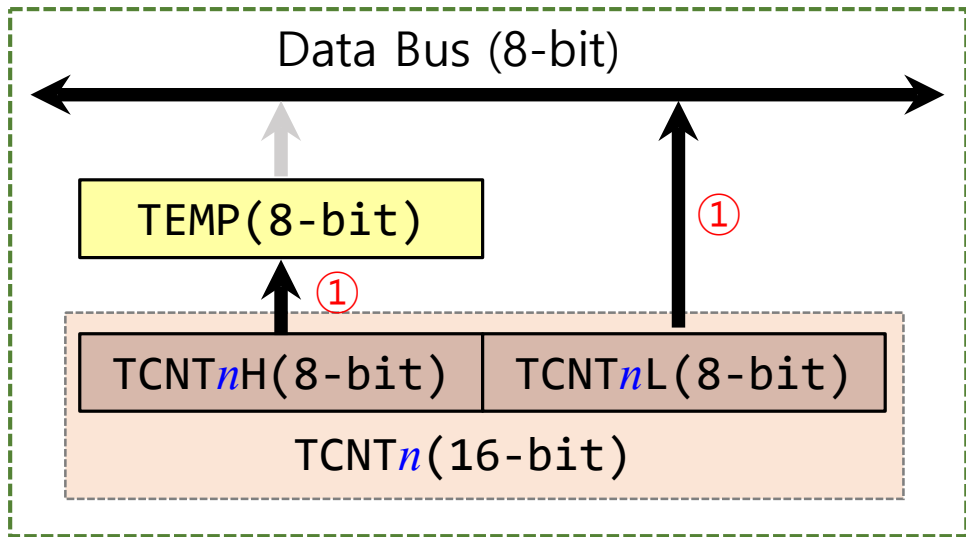 Data Bus (8-bit)
TEMP(8-bit)
①
①
TCNTnH(8-bit)
TCNTnL(8-bit)
TCNTn(16-bit)